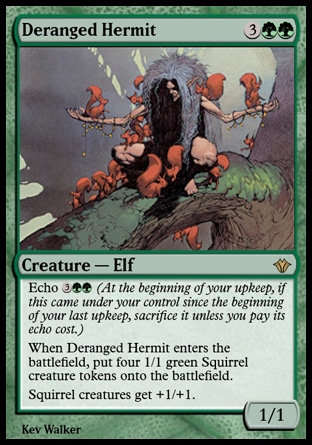 Deranged Hermit 3
Creature — Elf
Echo 3 (At the beginning of your upkeep, if
this came under your control since the beginning
of your last upkeep, sacrifice it unless you pay its
echo cost.)
When Deranged Hermit enters the
battlefield, put four 1/1 green Squirrel
creature tokens onto the battlefield.
Squirrel creatures get +1/+1.
1/1
Kev Walker